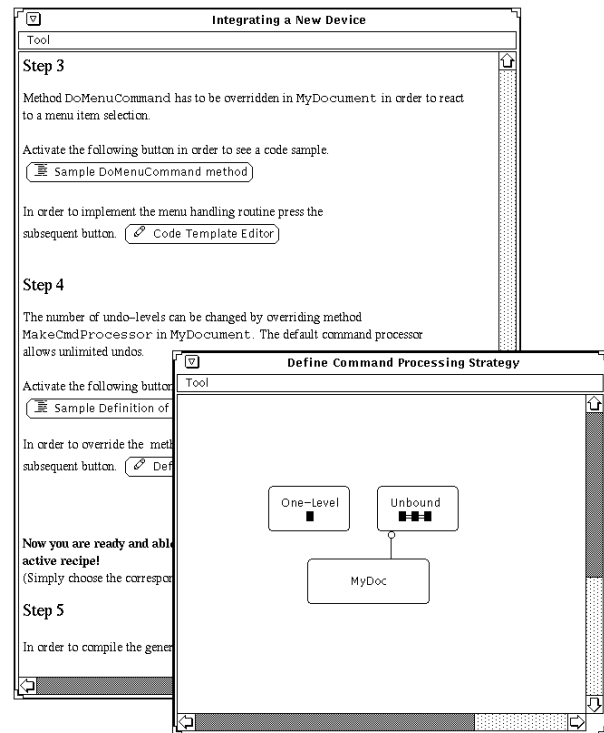 Integrating a New Device
Tool
Step 3
Method DoMenuCommand has to be overridden in MyDocument in order to react
to a menu item selection.
Activate the following button in order to see a code sample.
Sample DoMenuCommand method
In order to implement the menu handling routine press the
subsequent button. Code Template Editor
Step 4
The number of undo-levels can be changed by overriding method
MakeCmdProcessor in MyDocument. The default command processor
allows unlimited undos.
Activate the following button
Sample Definition of
In order to override the meth
subsequent button. Def
Now you are ready and able
active recipe!
(Simply choose the correspon
Step 5
In order to compile the gener
Define Command Processing Strategy
Tool
One-Level
Unbound
MyDoc